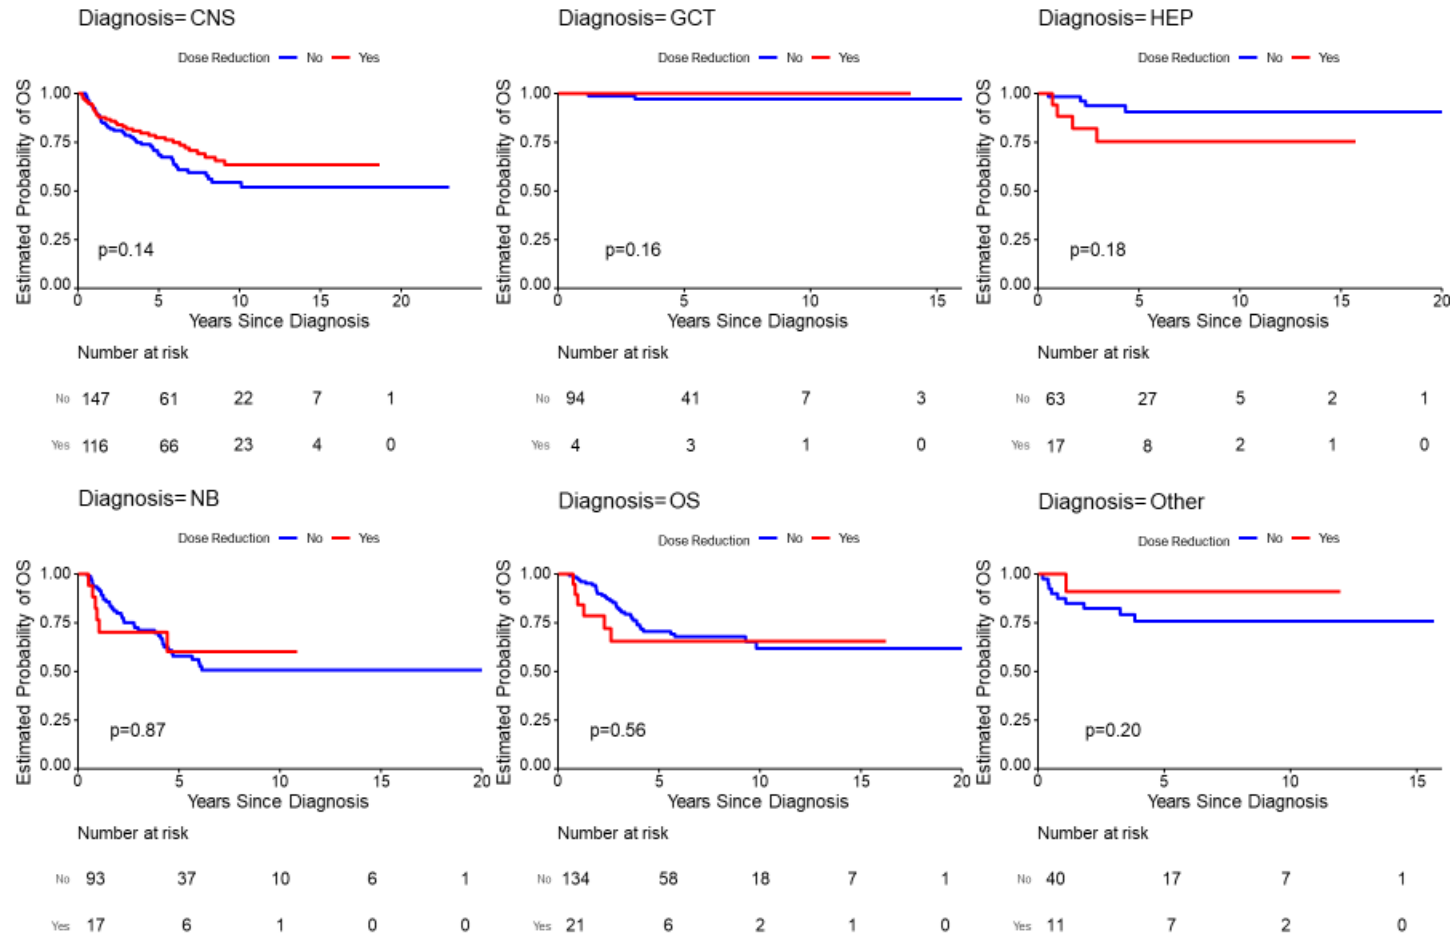 Diagnosis=CNS
Dose Reduction No Yes
Estimated Probability of OS
1.00
0.75
0.50
0.25
0.00
p=0.14
0 5 10 15 20
Years Since Diagnosis
Number at risk
No 147 61 22 7 1
Yes 116 66 23 4 0
Diagnosis=GCT
Dose Reduction No Yes
Estimated Probability of OS
1.00
0.75
0.50
0.25
0.00
p=0.16
0 5 10 15
Years Since Diagnosis
Number at risk
No 94 41 7 3
Yes 4 3 1 0
Diagnosis=HEP
Dose Reduction No Yes
Estimated Probability of OS
1.00
0.75
0.50
0.25
0.00
p=0.18
0 5 10 15 20
Years Since Diagnosis
Number at risk
No 63 27 5 2 1
Yes 17 8 2 1 0
Diagnosis=NB
Dose Reduction No Yes
Estimated Probability of OS
1.00
0.75
0.50
0.25
0.00
p=0.87
0 5 10 15 20
Years Since Diagnosis
Number at risk
No 93 37 10 6 1
Yes 17 6 1 0 0
Diagnosis=OS
Dose Reduction No Yes
Estimated Probability of OS
1.00
0.75
0.50
0.25
0.00
p=0.56
0 5 10 15 20
Years Since Diagnosis
Number at risk
No 134 58 18 7 1
Yes 21 6 2 1 0
Diagnosis=Other
Dose Reduction No Yes
Estimated Probability of OS
1.00
0.75
0.50
0.25
0.00
p=0.20
0 5 10 15
Years Since Diagnosis
Number at risk
No 40 17 7 1
Yes 11 7 2 0